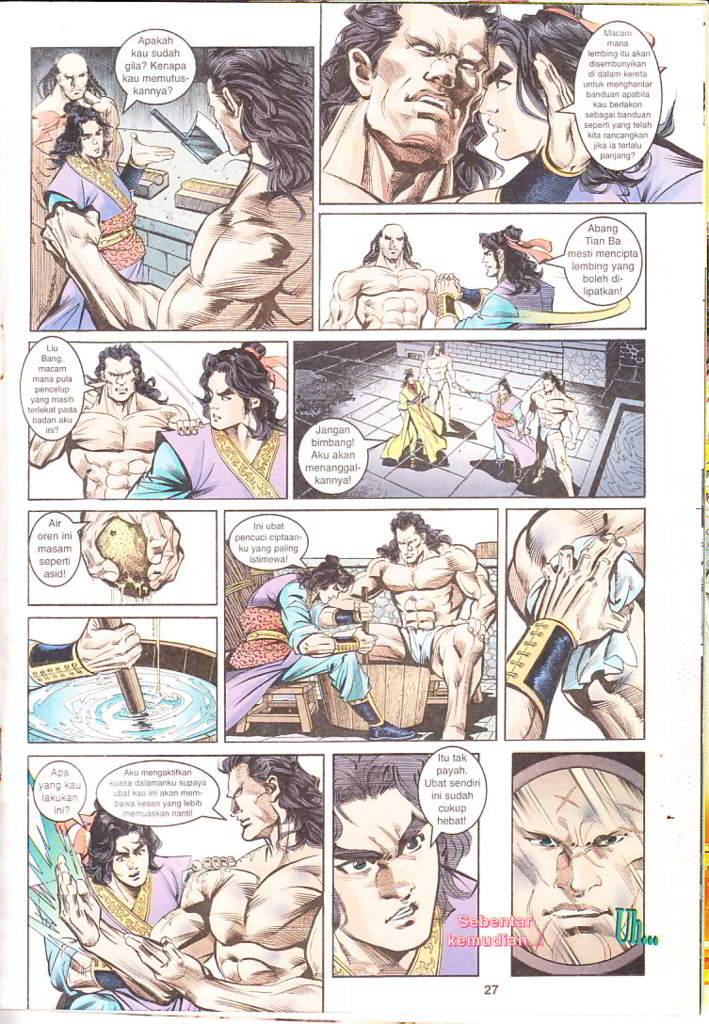 Apakah
kau sudah
gila? Kenapa
kau memutus-
kannya?
Macam
mana
lembing itu akan
disembunyikan
di dalam kereta
untuk menghantar
banduan apabila
kau berlakon
sebagai banduan
seperti yang telah
kita rancangkan
jika ia terlalu
panjang?
Abang
Tian Ba
mesti mencipta
lembing yang
boleh di-
lipatkan!
Liu
Bang,
macam
mana pula
pencelup
yang masih
terlekat pada
badan aku
ini?
Jangan
bimbang!
Aku akan
menanggal-
kannya!
Air
oren ini
masam
seperti
asid!
Ini ubat
pencuci ciptaan-
ku yang paling
istimewa!
Apa
yang kau
lakukan
ini?
Aku mengaktifkan
kuasa dalamanku supaya
ubat kau ini akan mem-
bawa kesan yang lebih
memuaskan nanti!
Itu tak
payah.
Ubat sendiri
ini sudah
cukup
hebat!
Sebentar
kemudian...
Uh...
27